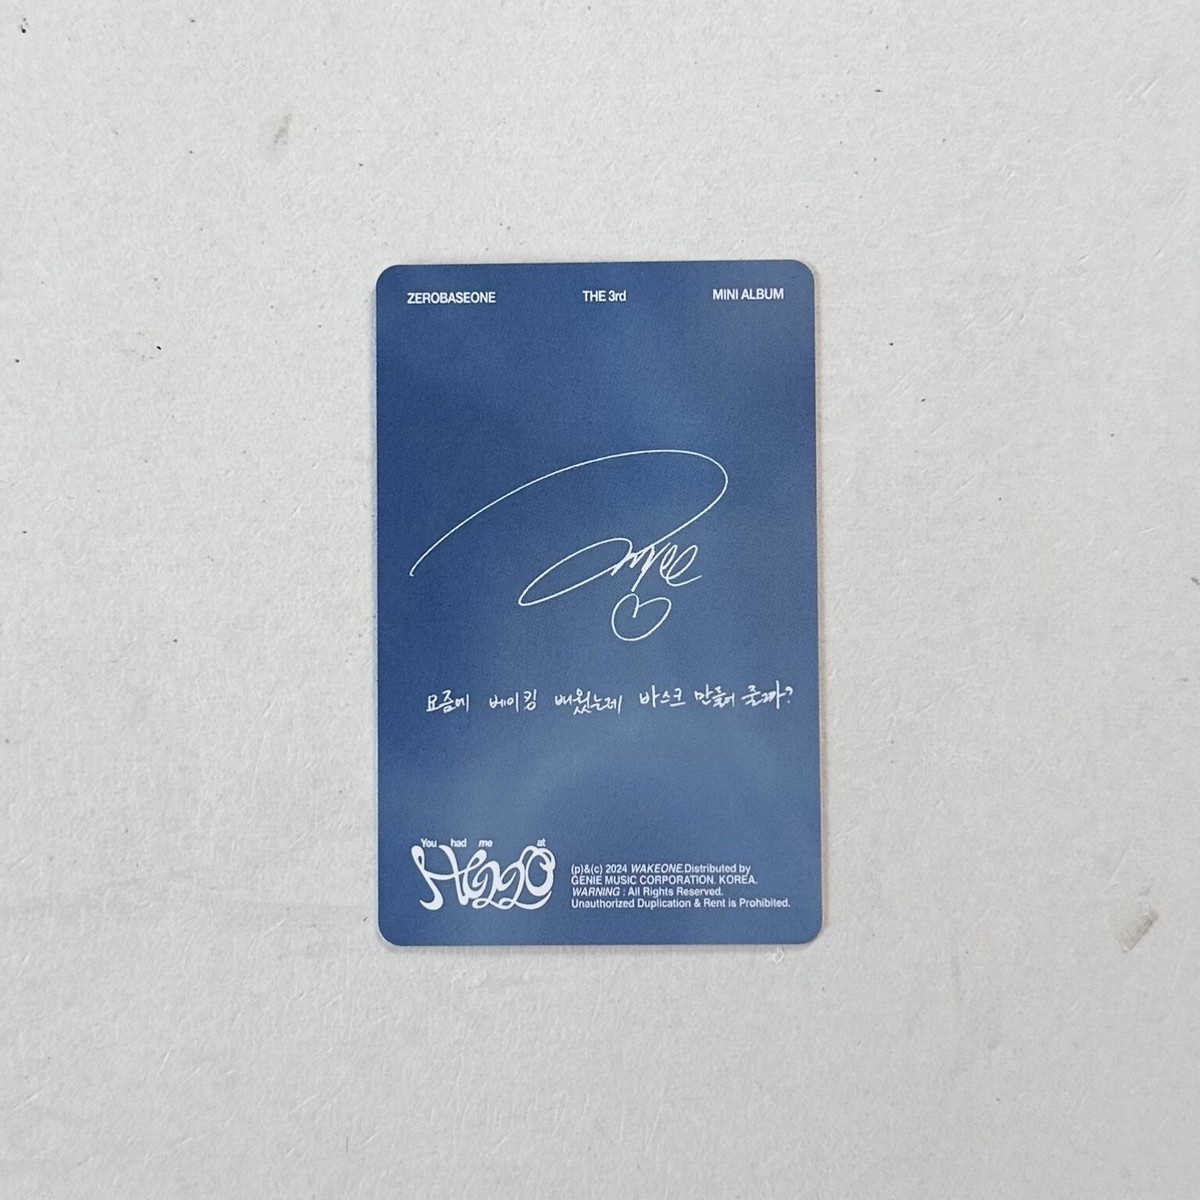 ZEROBASEONE THE 3rd MINI ALBUM
요즘에 베이킹 배웠는데 바스크 만들어 줄까?
You had me at
HELLO
(p)&(c) 2024 WAKEONE.Distributed by
GENIE MUSIC CORPORATION. KOREA.
WARNING : All Rights Reserved.
Unauthorized Duplication & Rent is Prohibited.